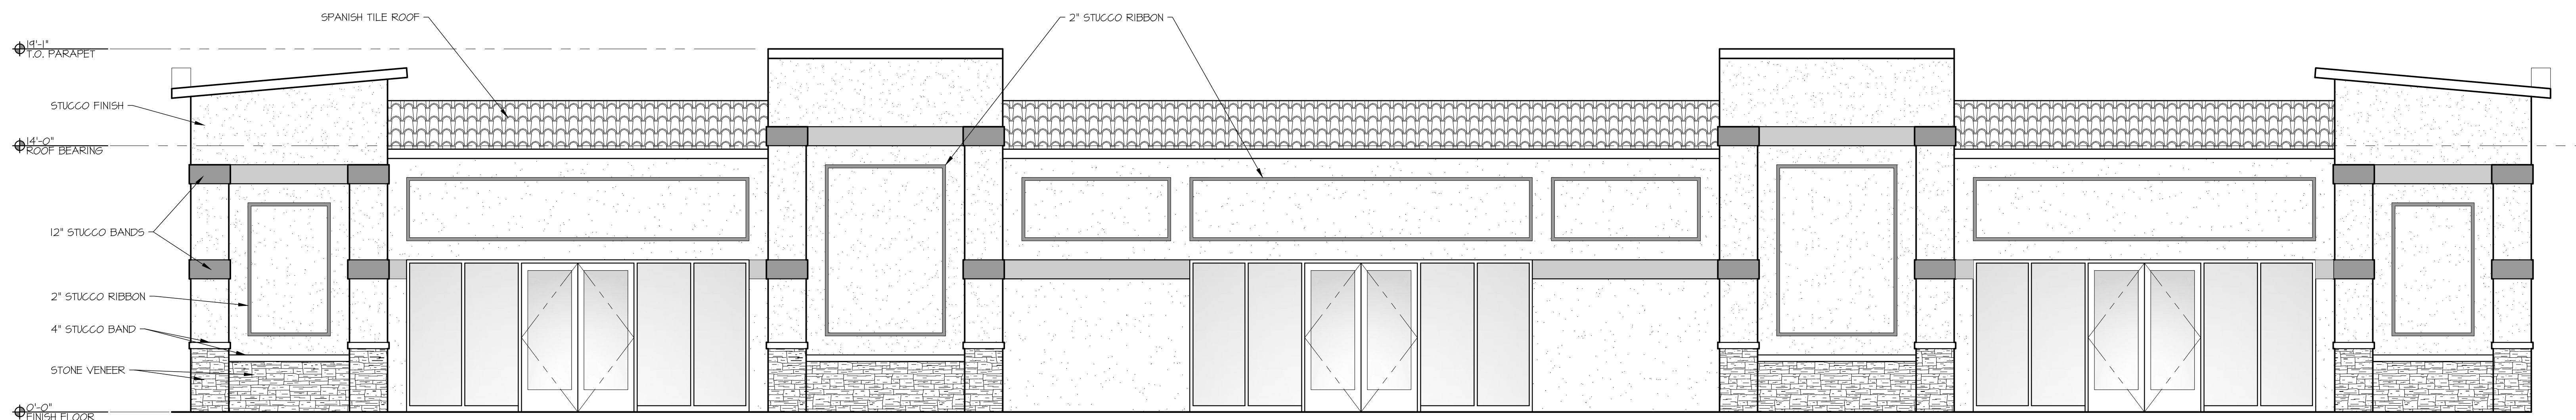 SPANISH TILE ROOF
2" STUCCO RIBBON
19'-1"
T.O. PARAPET
STUCCO FINISH
14'-0"
ROOF BEARING
12" STUCCO BANDS
2" STUCCO RIBBON
4" STUCCO BAND
STONE VENEER
0'-0"
FINISH FLOOR